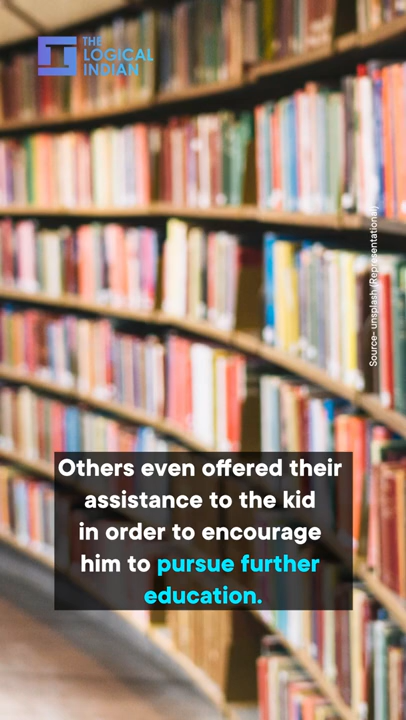 THE
LOGICAL
INDIAN
Source- unsplash (Representational)
Others even offered their
assistance to the kid
in order to encourage
him to pursue further
education.